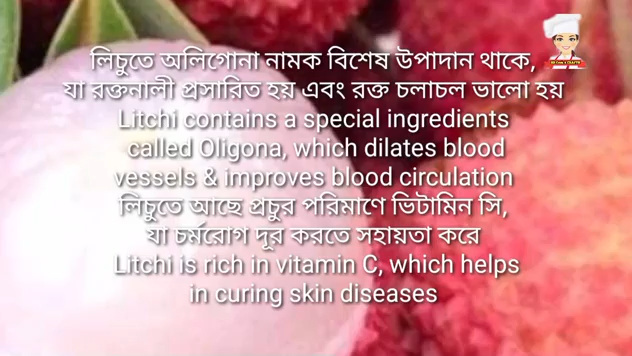 লিচুতে অলিগোনা নামক বিশেষ উপাদান থাকে,
যা রক্তনালী প্রসারিত হয় এবং রক্ত চলাচল ভালো হয়
Litchi contains a special ingredients
called Oligona, which dilates blood
vessels & improves blood circulation
লিচুতে আছে প্রচুর পরিমাণে ভিটামিন সি,
যা চর্মরোগ দূর করতে সহায়তা করে
Litchi is rich in vitamin C, which helps
in curing skin diseases